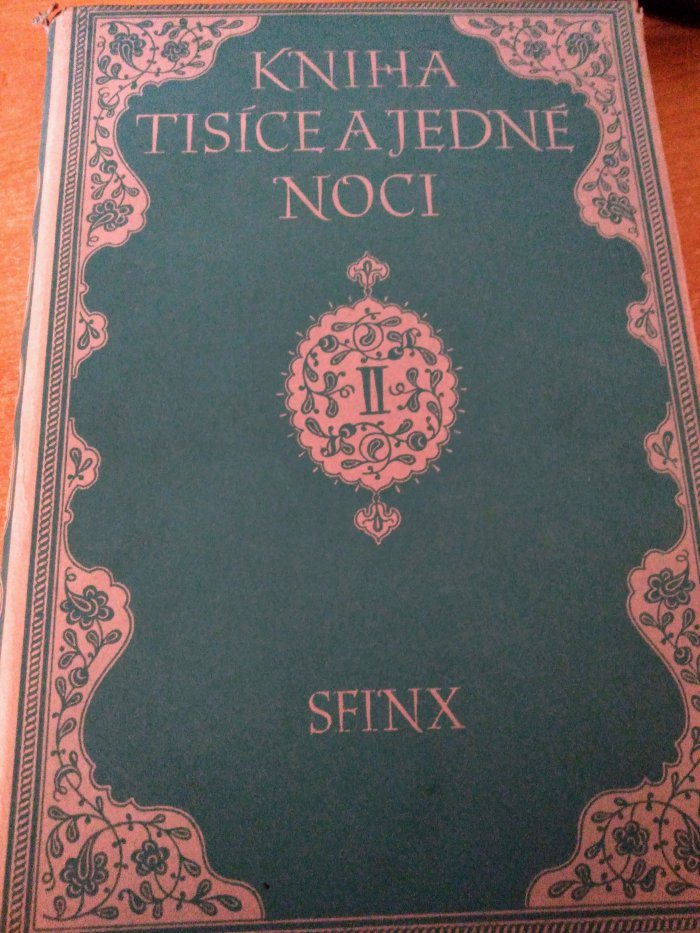 KNIHA
TISÍCE A JEDNÉ
NOCI
II
SFINX